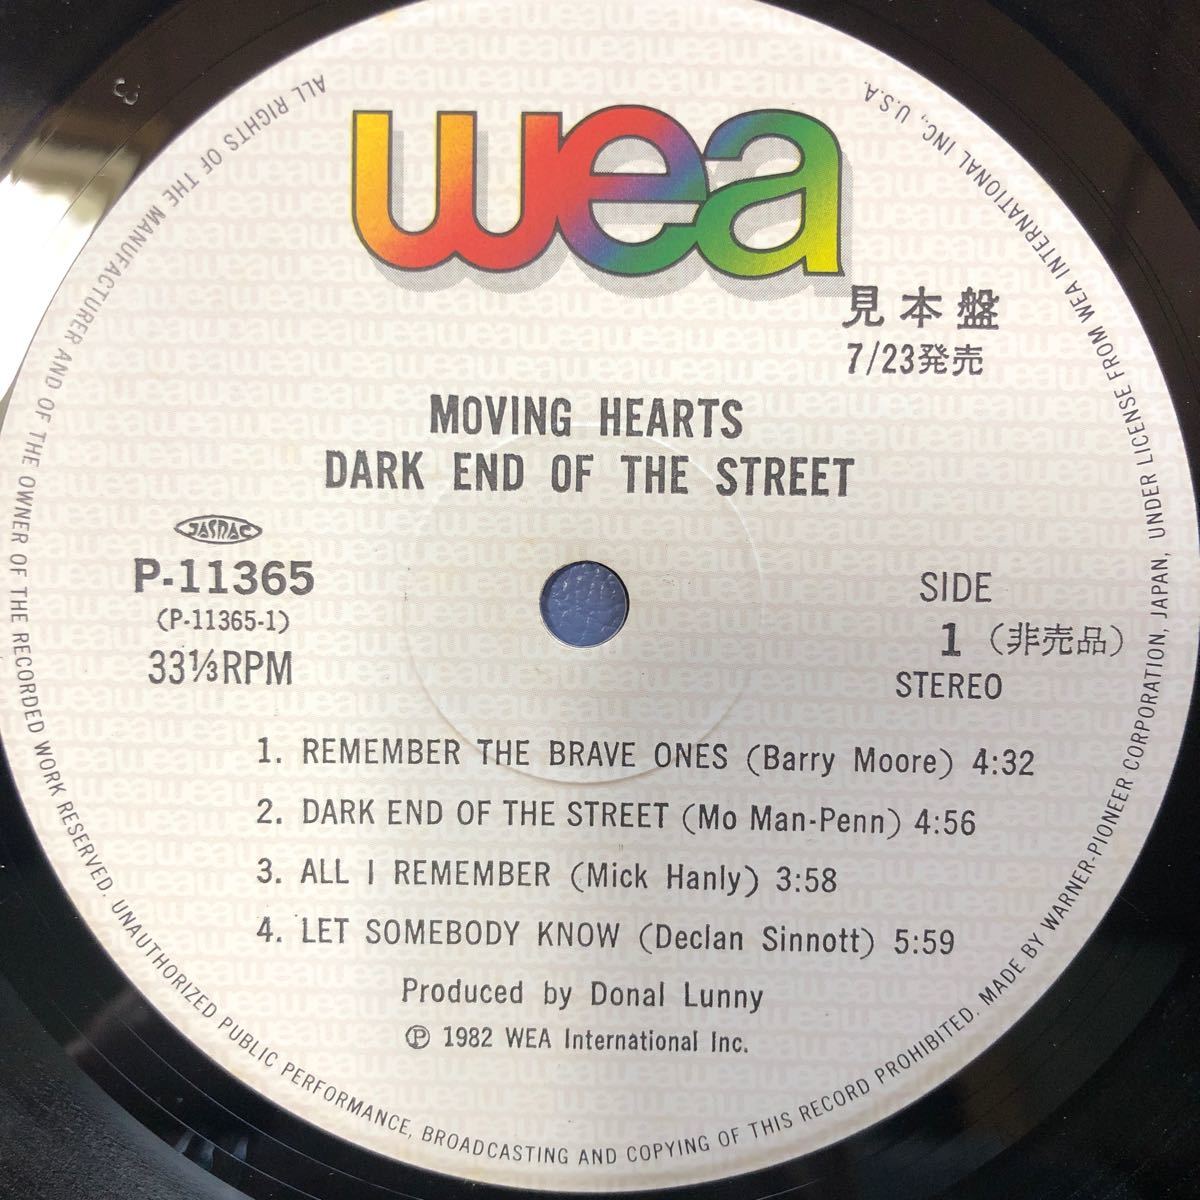 wea
見本盤
7/23発売
MOVING HEARTS
DARK END OF THE STREET
JASRAC
P-11365
(P-11365-1)
33⅓RPM
SIDE
1 (非売品)
STEREO
1. REMEMBER THE BRAVE ONES (Barry Moore) 4:32
2. DARK END OF THE STREET (Mo Man-Penn) 4:56
3. ALL I REMEMBER (Mick Hanly) 3:58
4. LET SOMEBODY KNOW (Declan Sinnott) 5:59
Produced by Donal Lunny
Ⓟ 1982 WEA International Inc.
ALL RIGHTS OF THE MANUFACTURER AND OF THE OWNER OF THE RECORDED WORK RESERVED. UNAUTHORIZED PUBLIC PERFORMANCE, BROADCASTING AND COPYING OF THIS RECORD PROHIBITED. MADE BY WARNER-PIONEER CORPORATION, JAPAN, UNDER LICENSE FROM WEA INTERNATIONAL INC., U.S.A.
3